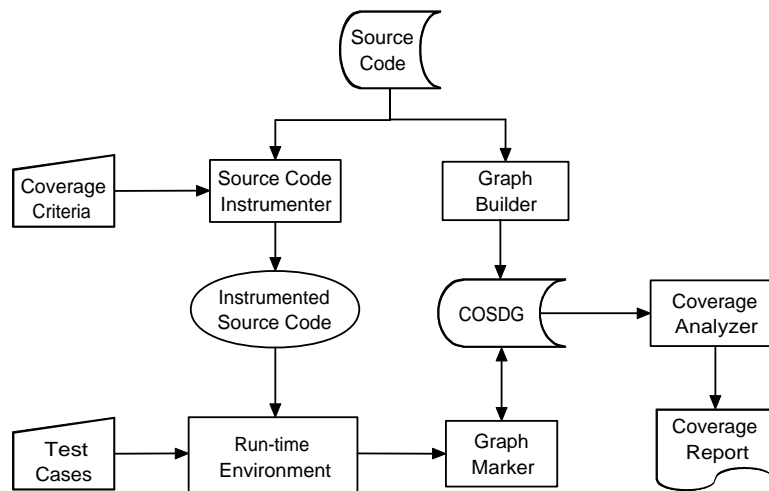 Source
Code
Coverage
Criteria
Source Code
Instrumenter
Graph
Builder
Instrumented
Source Code
COSDG
Coverage
Analyzer
Test
Cases
Run-time
Environment
Graph
Marker
Coverage
Report